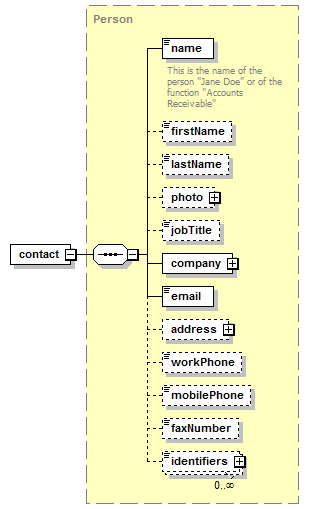 Person
name
This is the name of the
person "Jane Doe" or of the
function "Accounts
Receivable"
firstName
lastName
photo
jobTitle
contact
company
email
address
workPhone
mobilePhone
faxNumber
identifiers
0..∞